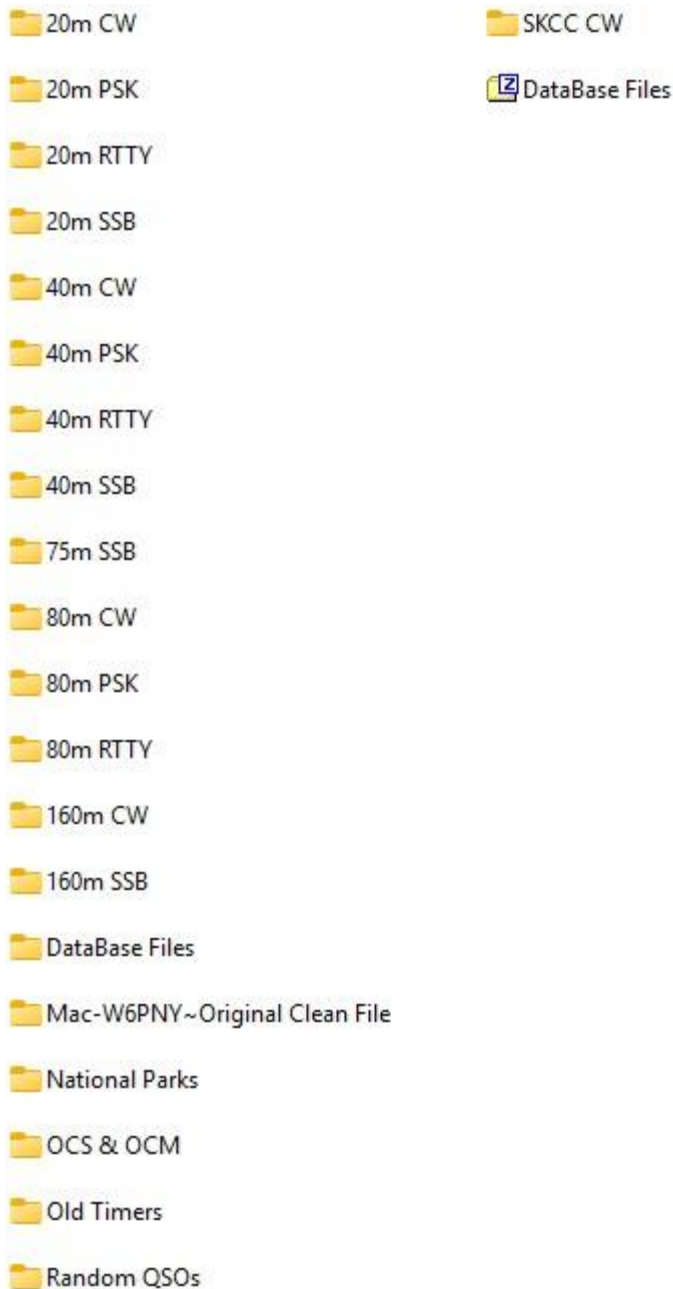 20m CW
20m PSK
20m RTTY
20m SSB
40m CW
40m PSK
40m RTTY
40m SSB
75m SSB
80m CW
80m PSK
80m RTTY
160m CW
160m SSB
DataBase Files
Mac-W6PNY~Original Clean File
National Parks
OCS & OCM
Old Timers
Random QSOs
SKCC CW
DataBase Files